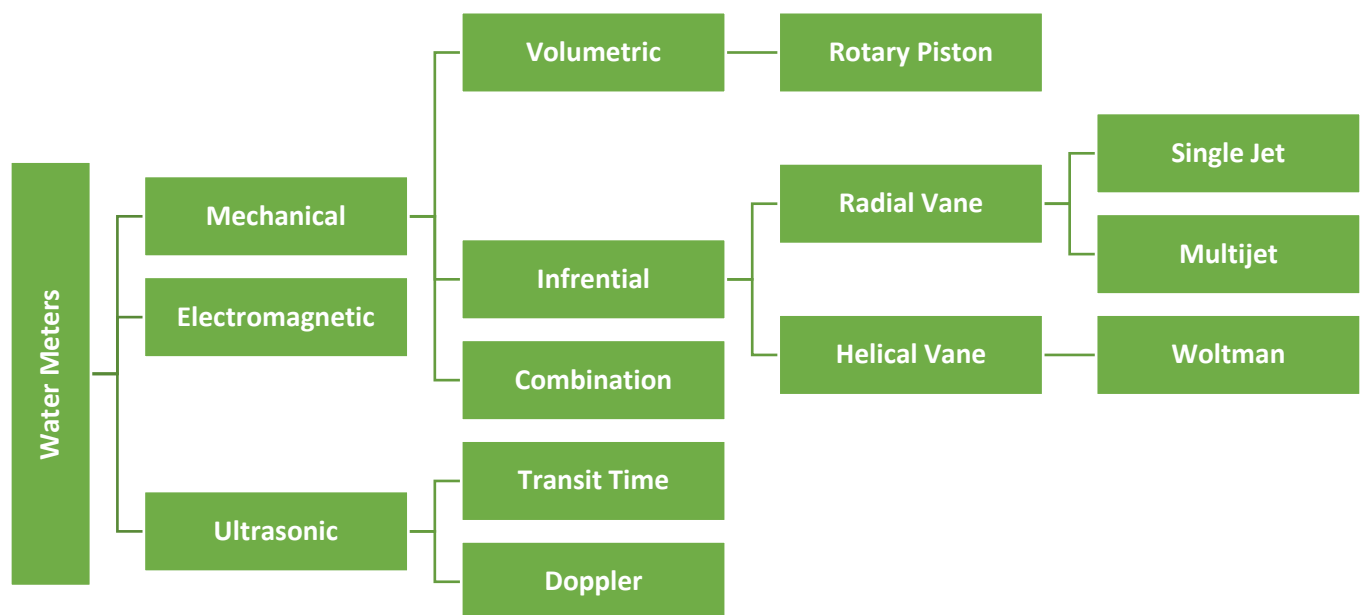 Water Meters
Mechanical
Electromagnetic
Ultrasonic
Volumetric
Infrential
Combination
Transit Time
Doppler
Rotary Piston
Radial Vane
Helical Vane
Single Jet
Multijet
Woltman